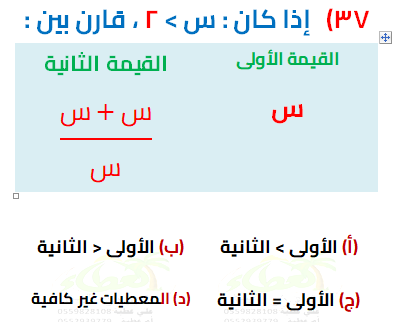 ٣٧) إذا كان : س > ٢ ، قارن بين :
القيمة الأولى
القيمة الثانية
س
س + س
س
(أ) الأولى > الثانية
(ب) الأولى < الثانية
(ج) الأولى = الثانية
(د) المعطيات غير كافية
0559828108